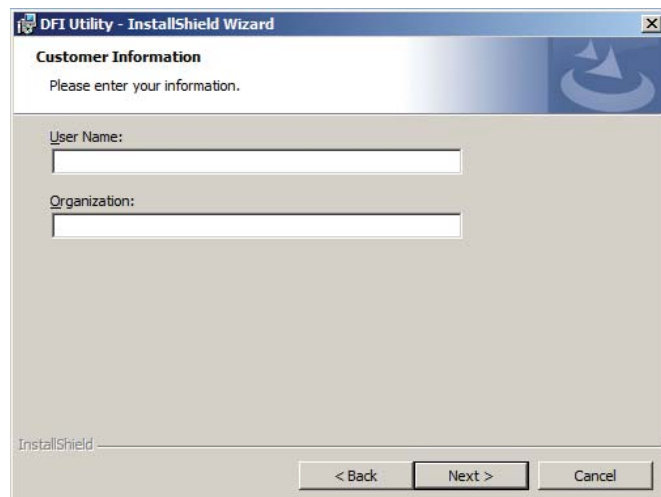 DFI Utility - InstallShield Wizard
Customer Information
Please enter your information.
User Name:
Organization:
InstallShield
< Back
Next >
Cancel